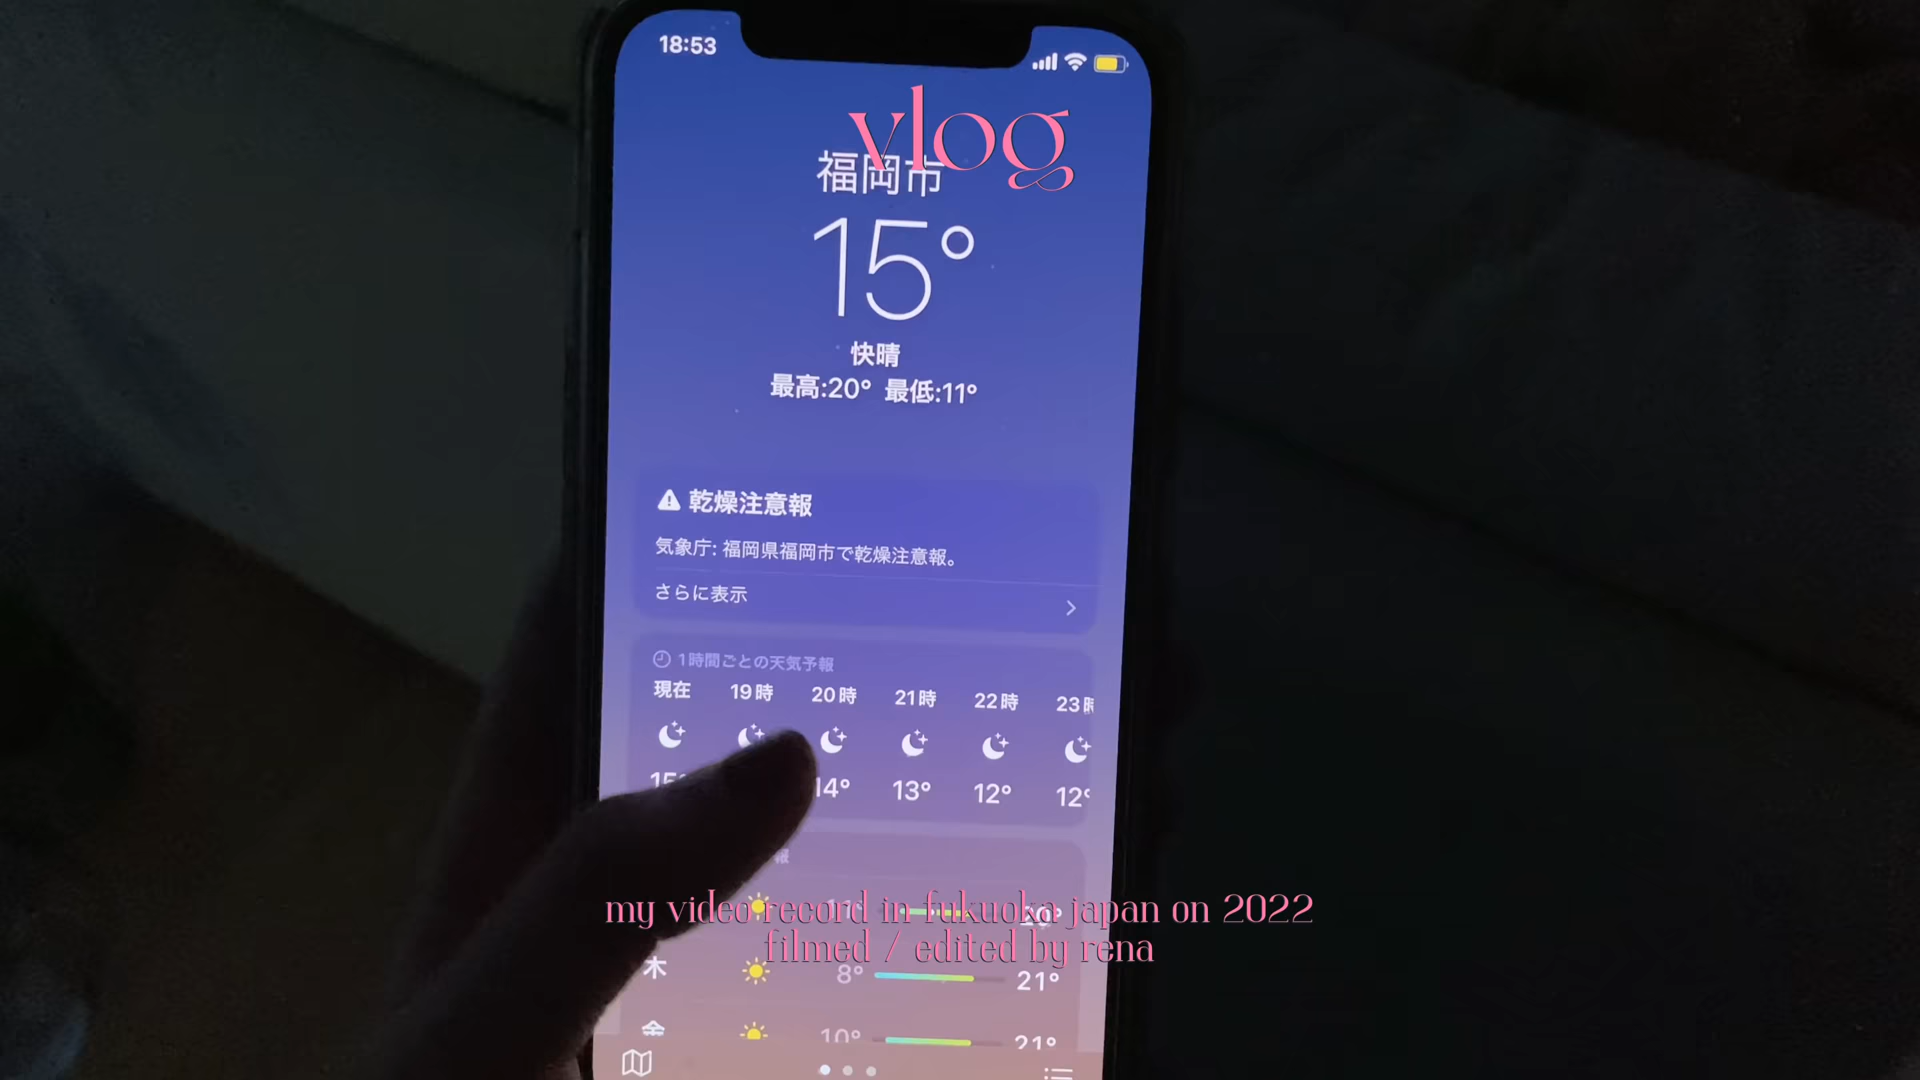 18:53
vlog
福岡市
15°
快晴
最高:20° 最低:11°
乾燥注意報
気象庁: 福岡県福岡市で乾燥注意報。
さらに表示
1時間ごとの天気予報
現在 19時 20時 21時 22時 23時
14° 13° 12° 12°
報
my video record in fukuoka japan on 2022
filmed / edited by rena
木 8° 21°
金 10° 21°